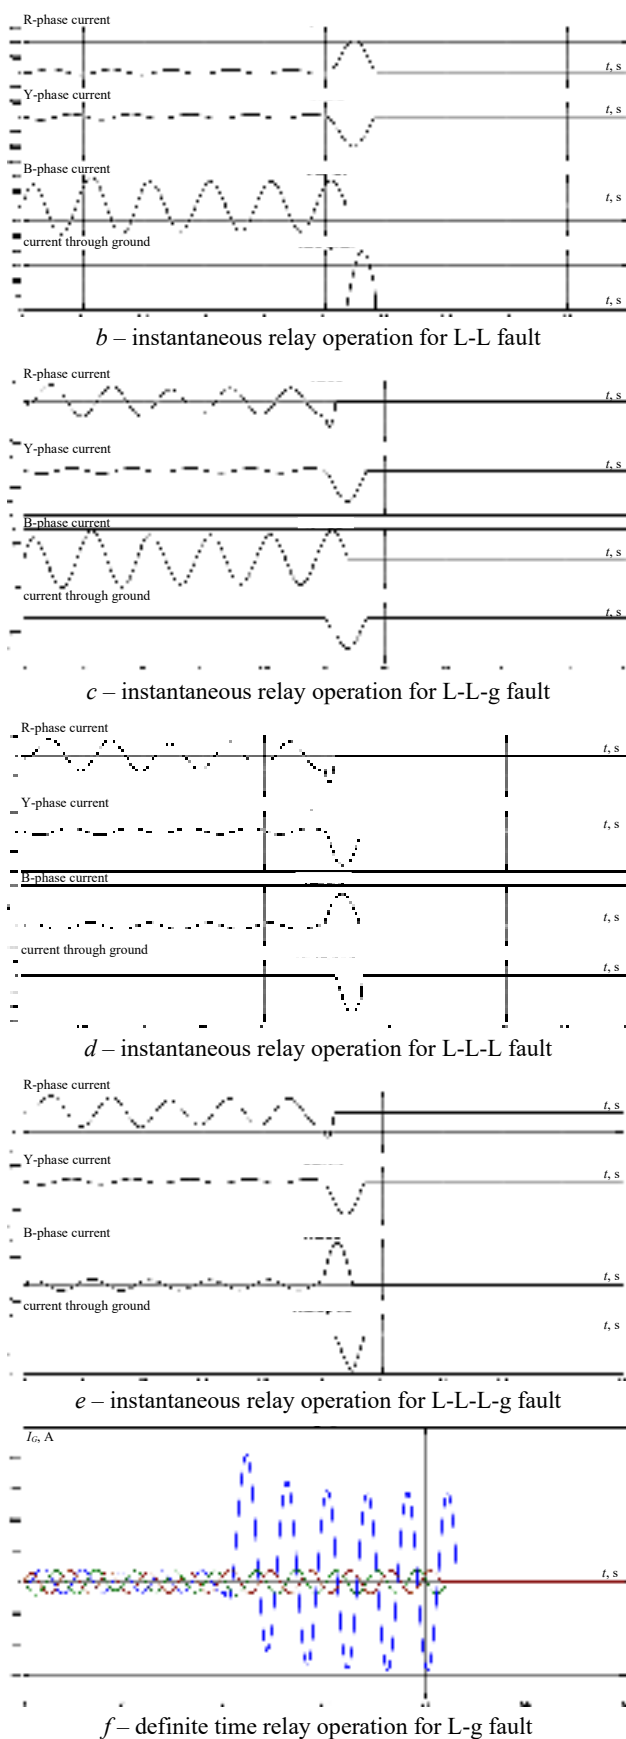 R-phase current
t, s
Y-phase current
t, s
B-phase current
t, s
current through ground
t, s
b – instantaneous relay operation for L-L fault
R-phase current
t, s
Y-phase current
t, s
B-phase current
t, s
current through ground
t, s
c – instantaneous relay operation for L-L-g fault
R-phase current
t, s
Y-phase current
t, s
B-phase current
t, s
current through ground
t, s
d – instantaneous relay operation for L-L-L fault
R-phase current
t, s
Y-phase current
t, s
B-phase current
t, s
current through ground
t, s
e – instantaneous relay operation for L-L-L-g fault
I_G, A
t, s
f – definite time relay operation for L-g fault